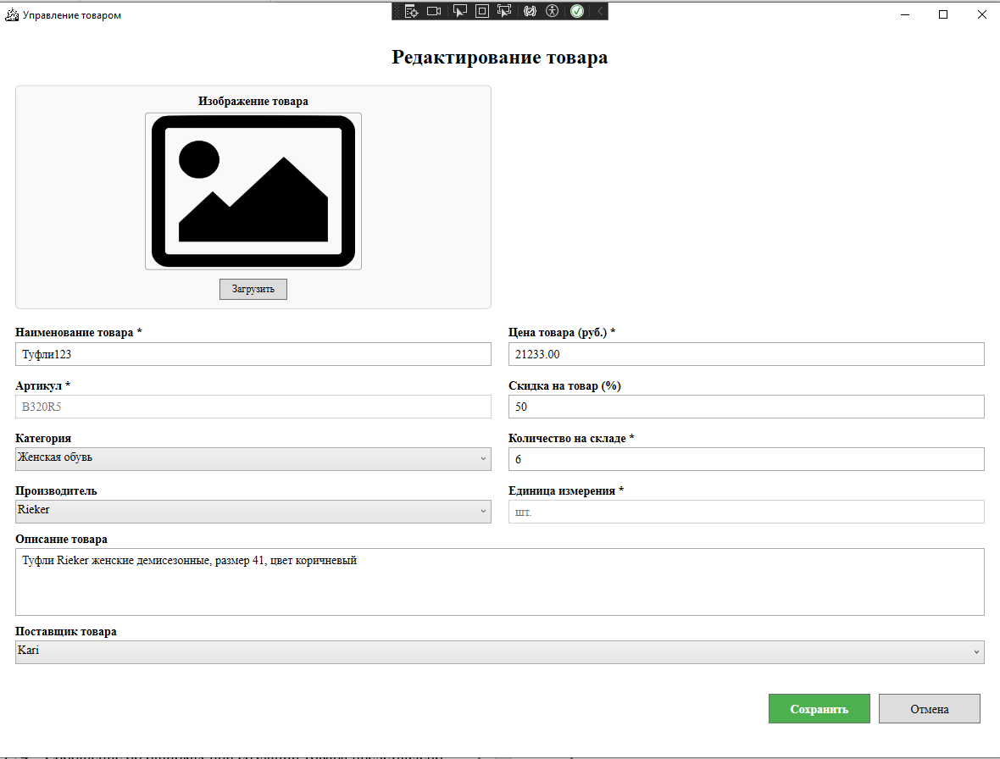 Управление товаром
Редактирование товара
Изображение товара
Загрузить
Наименование товара *
Туфли123
Цена товара (руб.) *
21233.00
Артикул *
B320R5
Скидка на товар (%)
50
Категория
Женская обувь
Количество на складе *
6
Производитель
Rieker
Единица измерения *
шт.
Описание товара
Туфли Rieker женские демисезонные, размер 41, цвет коричневый
Поставщик товара
Kari
Сохранить
Отмена